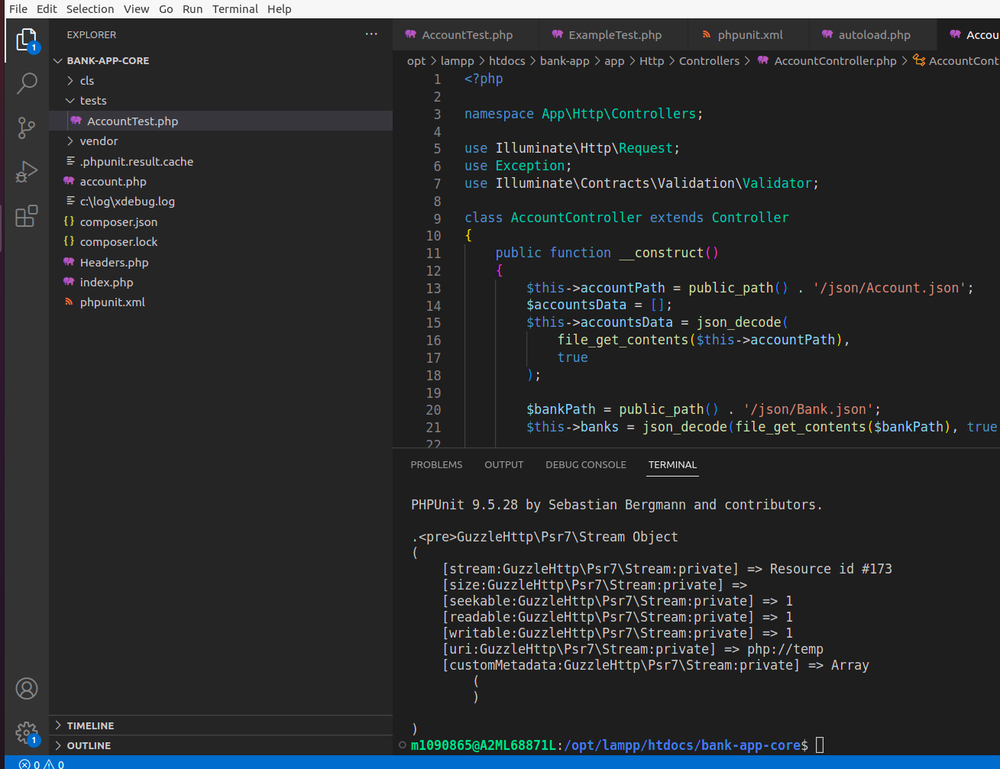 File Edit Selection View Go Run Terminal Help
EXPLORER ...
1
BANK-APP-CORE
cls
tests
AccountTest.php
vendor
.phpunit.result.cache
account.php
c:\log\xdebug.log
{} composer.json
{} composer.lock
Headers.php
index.php
phpunit.xml
TIMELINE
OUTLINE
1
0 0
AccountTest.php ExampleTest.php phpunit.xml autoload.php Accou
opt > lampp > htdocs > bank-app > app > Http > Controllers > AccountController.php > AccountCont
1 <?php
2
3 namespace App\Http\Controllers;
4
5 use Illuminate\Http\Request;
6 use Exception;
7 use Illuminate\Contracts\Validation\Validator;
8
9 class AccountController extends Controller
10 {
11 public function __construct()
12 {
13 $this->accountPath = public_path() . '/json/Account.json';
14 $accountsData = [];
15 $this->accountsData = json_decode(
16 file_get_contents($this->accountPath),
17 true
18 );
19
20 $bankPath = public_path() . '/json/Bank.json';
21 $this->banks = json_decode(file_get_contents($bankPath), true
22
PROBLEMS OUTPUT DEBUG CONSOLE TERMINAL
PHPUnit 9.5.28 by Sebastian Bergmann and contributors.
.<pre>GuzzleHttp\Psr7\Stream Object
(
[stream:GuzzleHttp\Psr7\Stream:private] => Resource id #173
[size:GuzzleHttp\Psr7\Stream:private] =>
[seekable:GuzzleHttp\Psr7\Stream:private] => 1
[readable:GuzzleHttp\Psr7\Stream:private] => 1
[writable:GuzzleHttp\Psr7\Stream:private] => 1
[uri:GuzzleHttp\Psr7\Stream:private] => php://temp
[customMetadata:GuzzleHttp\Psr7\Stream:private] => Array
(
)
)
m1090865@A2ML68871L:/opt/lampp/htdocs/bank-app-core$